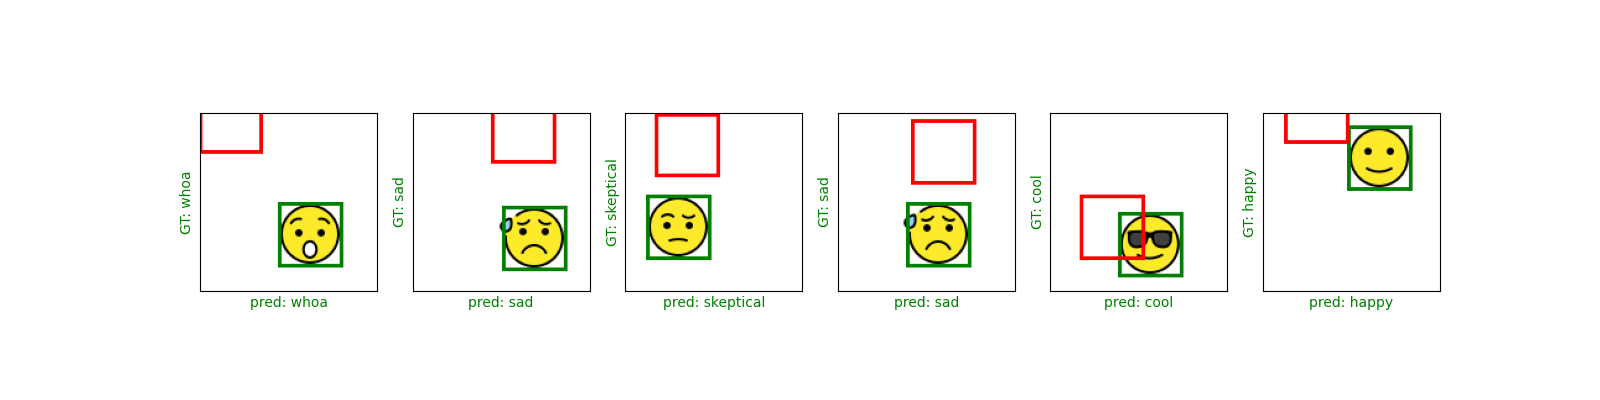 GT: whoa
pred: whoa
GT: sad
pred: sad
GT: skeptical
pred: skeptical
GT: sad
pred: sad
GT: cool
pred: cool
GT: happy
pred: happy